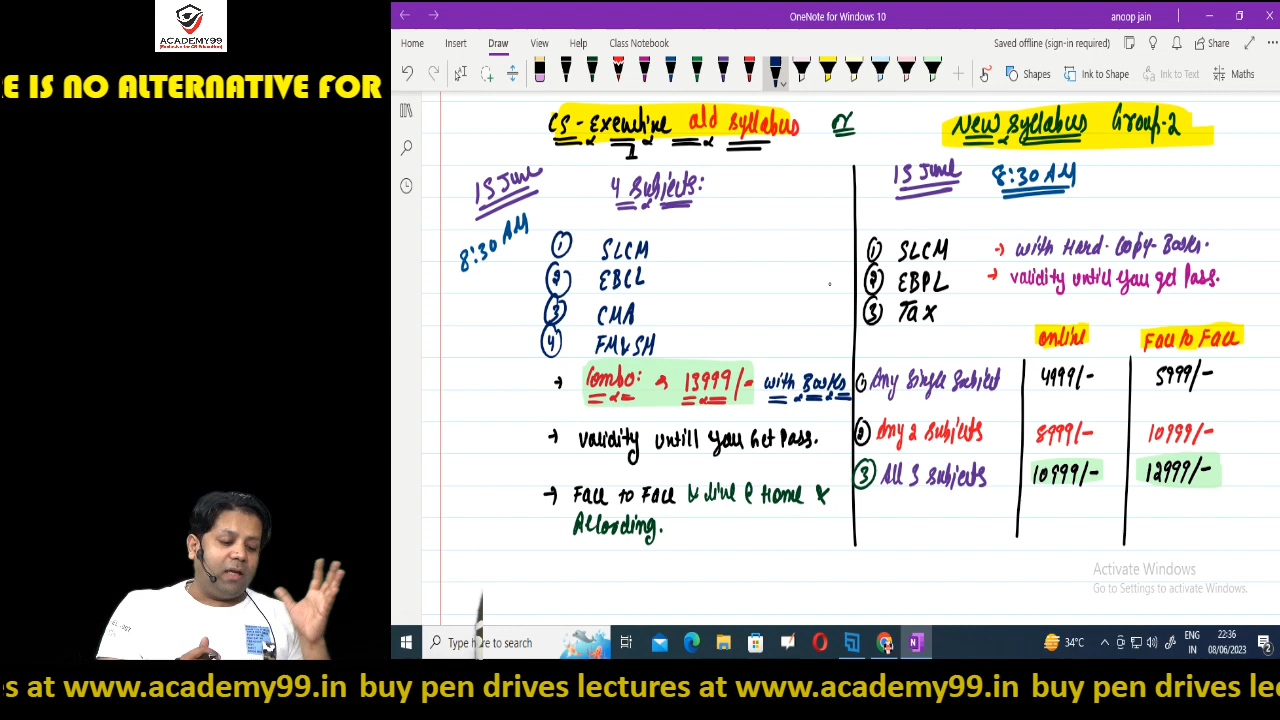 ACADEMY99
E IS NO ALTERNATIVE FOR
OneNote for Windows 10
anoop jain
Home Insert Draw View Help Class Notebook
Saved offline (sign-in required)
Share
Shapes Ink to Shape Ink to Text Maths
CS-Executive old syllabus or New Syllabus Group-2
15 June
8:30 AM
4 Subjects:
① SLCM
② EBCL
③ CMA
④ FM&SM
→ Combo: → 13999/- with Books
→ validity untill you Get Pass.
→ Face to Face & Live @ Home &
15 June 8:30 AM
① SLCM → with Hard-Copy-Books.
② EBPL → validity untill you get Pass.
③ Tax
online Face to Face
① Any Single Subject 4999/- 5999/-
② Any 2 Subjects 8999/- 10999/-
③ All 3 Subjects 10999/- 12999/-
Activate Windows
Go to Settings to activate Windows.
Type here to search
34°C
ENG
IN
22:36
08/06/2023
2
s at www.academy99.in buy pen drives lectures at www.academy99.in buy pen drives lec